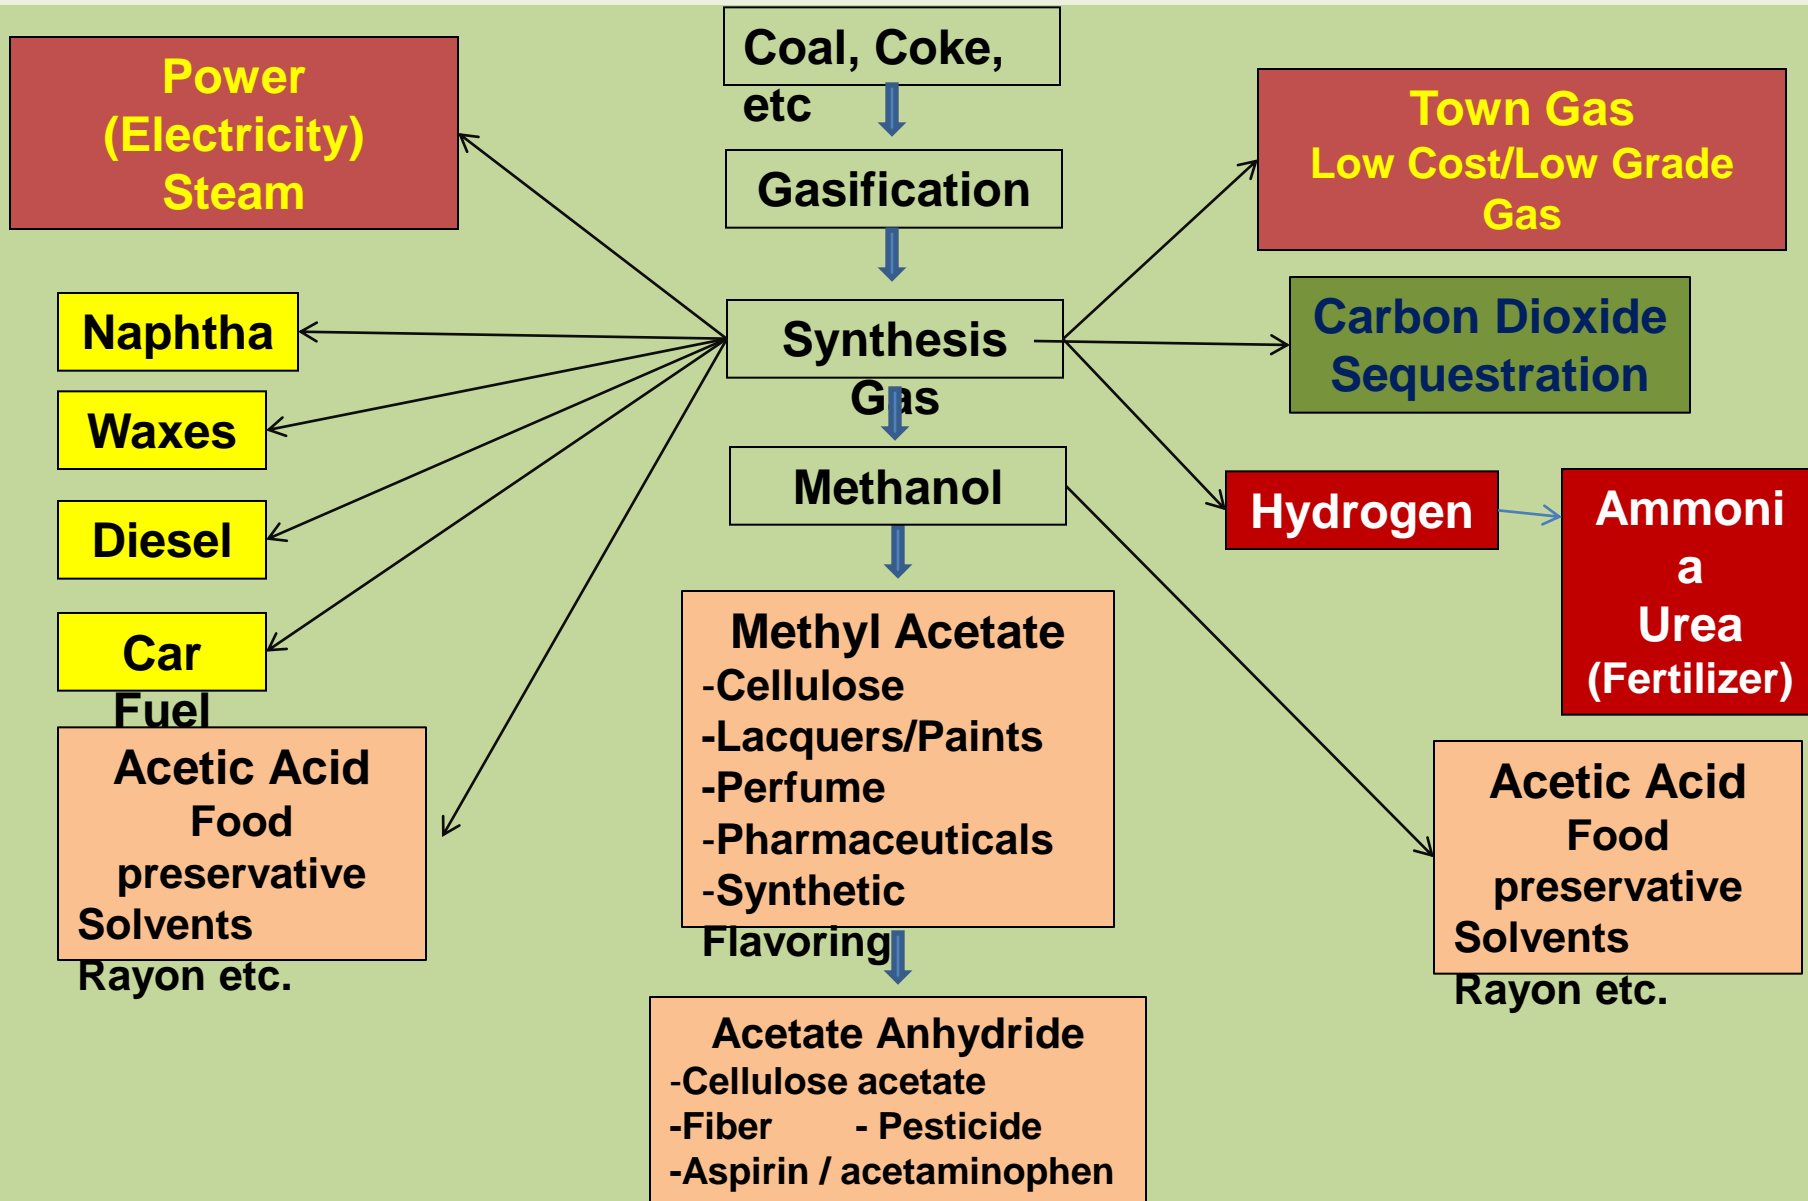 Coal, Coke,
etc
Power
(Electricity)
Steam
Town Gas
Low Cost/Low Grade
Gas
Gasification
Naphtha
Synthesis
Gas
Carbon Dioxide
Sequestration
Waxes
Methanol
Hydrogen
Ammoni
a
Urea
(Fertilizer)
Diesel
Car
Fuel
Methyl Acetate
-Cellulose
-Lacquers/Paints
-Perfume
-Pharmaceuticals
-Synthetic
Flavoring
Acetic Acid
Food
preservative
Solvents
Rayon etc.
Acetic Acid
Food
preservative
Solvents
Rayon etc.
Acetate Anhydride
-Cellulose acetate
-Fiber - Pesticide
-Aspirin / acetaminophen